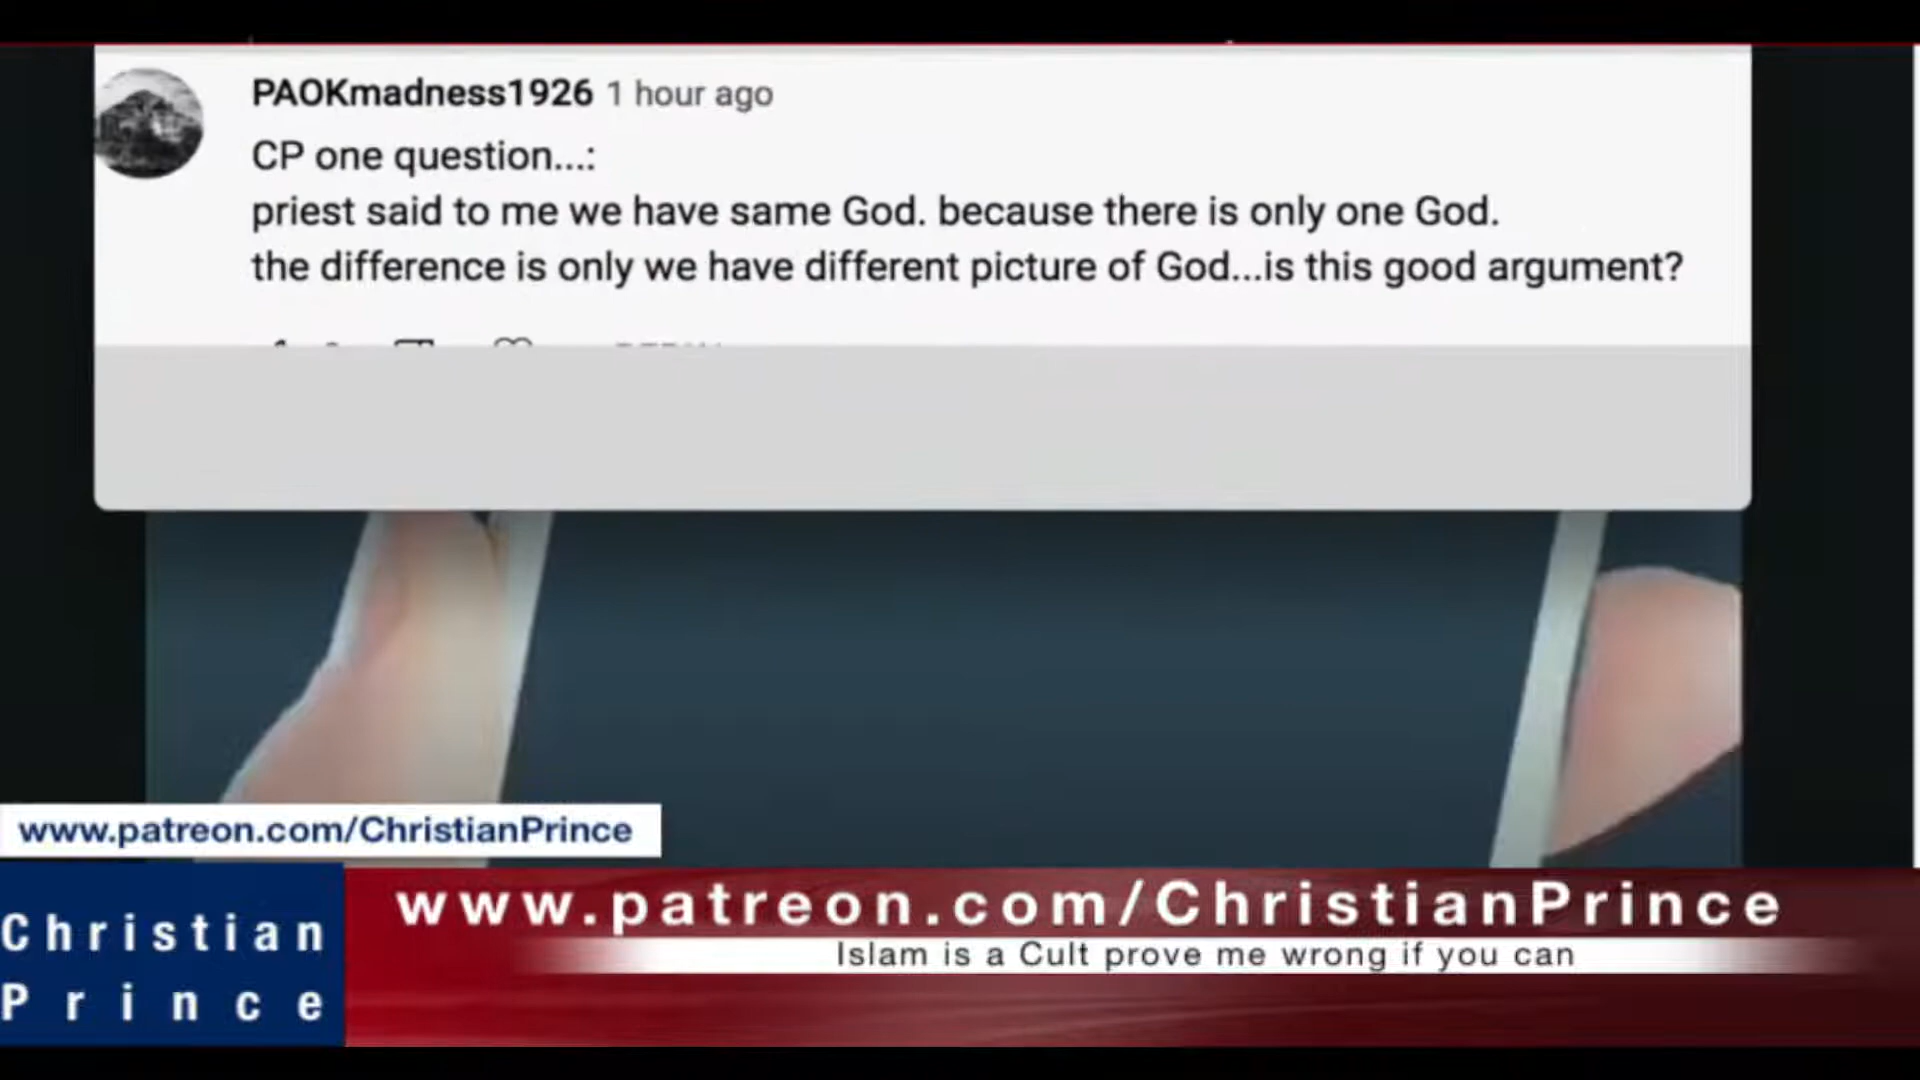 PAOKmadness1926 1 hour ago
CP one question...:
priest said to me we have same God. because there is only one God.
the difference is only we have different picture of God...is this good argument?
www.patreon.com/ChristianPrince
Christian
Prince
www.patreon.com/ChristianPrince
Islam is a Cult prove me wrong if you can